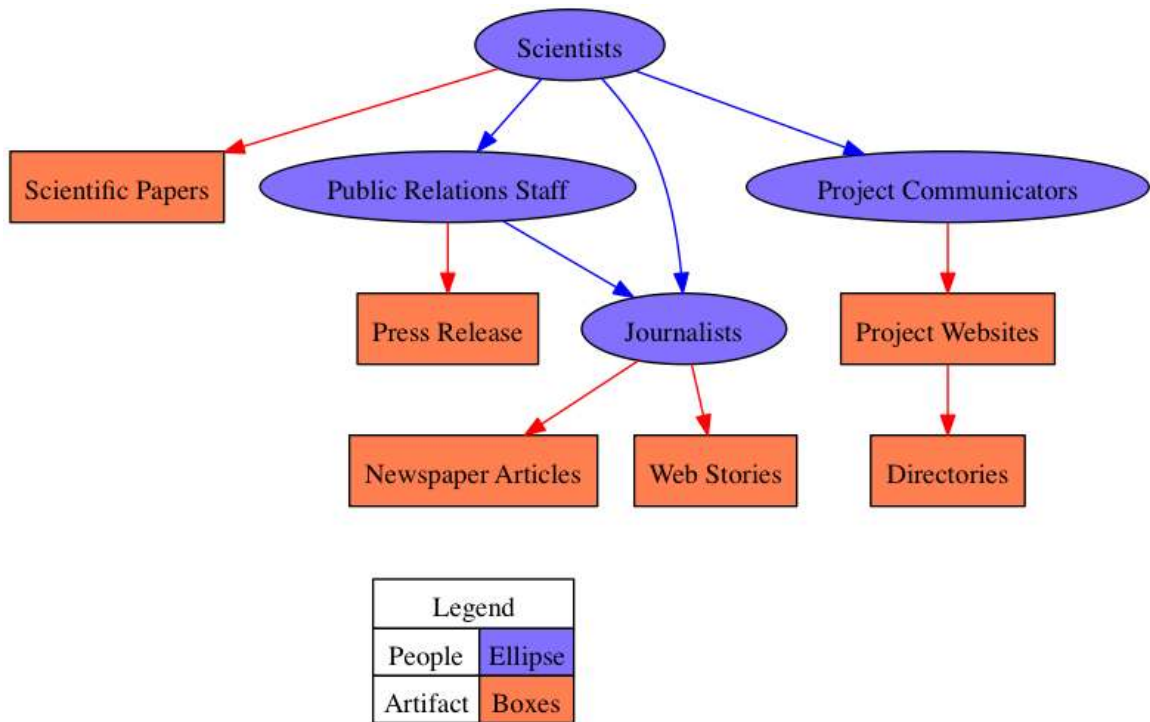 Scientists
Scientific Papers
Public Relations Staff
Project Communicators
Press Release
Journalists
Project Websites
Newspaper Articles
Web Stories
Directories
Legend
People Ellipse
Artifact Boxes